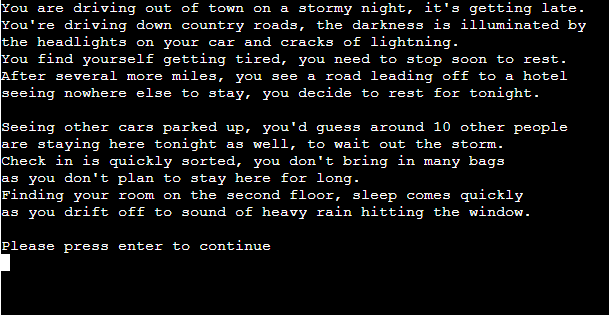 You are driving out of town on a stormy night, it's getting late.
You're driving down country roads, the darkness is illuminated by
the headlights on your car and cracks of lightning.
You find yourself getting tired, you need to stop soon to rest.
After several more miles, you see a road leading off to a hotel
seeing nowhere else to stay, you decide to rest for tonight.
Seeing other cars parked up, you'd guess around 10 other people
are staying here tonight as well, to wait out the storm.
Check in is quickly sorted, you don't bring in many bags
as you don't plan to stay here for long.
Finding your room on the second floor, sleep comes quickly
as you drift off to sound of heavy rain hitting the window.
Please press enter to continue